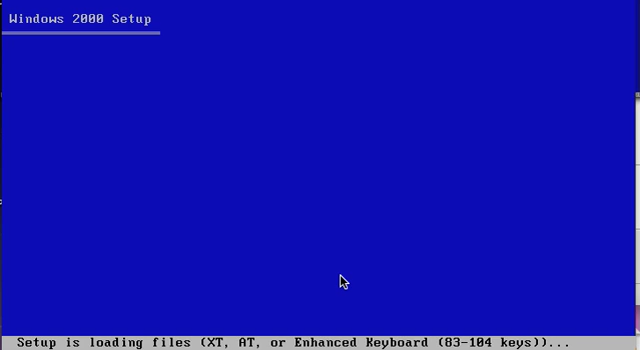 Windows 2000 Setup
Setup is loading files (XT, AT, or Enhanced Keyboard (83-104 keys))...